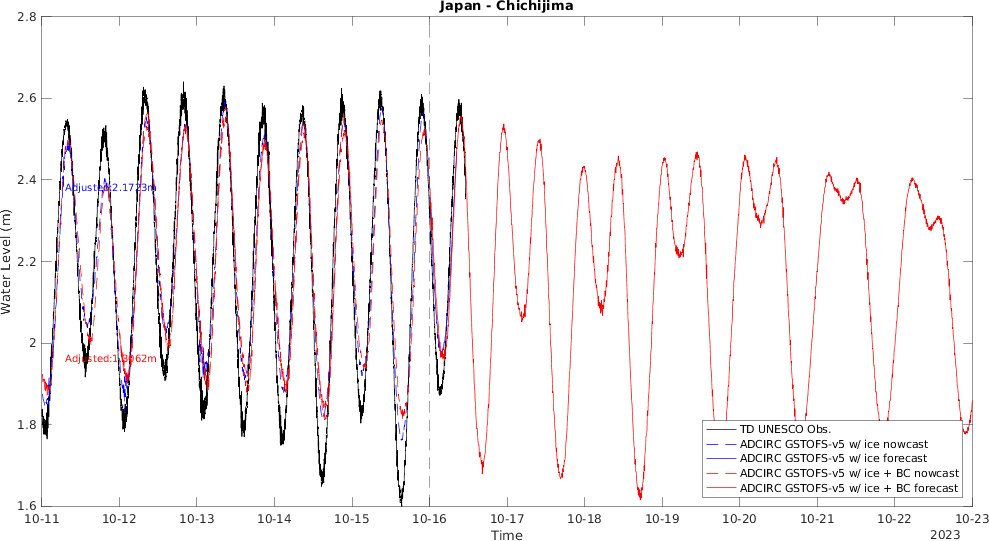 Japan - Chichijima
2.8
2.6
2.4
2.2
2
1.8
1.6
Water Level (m)
Adjusted:2.1723m
TD UNESCO Obs.
ADCIRC GSTOFS-v5 w/ ice nowcast
ADCIRC GSTOFS-v5 w/ ice forecast
ADCIRC GSTOFS-v5 w/ ice + BC nowcast
ADCIRC GSTOFS-v5 w/ ice + BC forecast
10-11 10-12 10-13 10-14 10-15 10-16 10-17 10-18 10-19 10-20 10-21 10-22 10-23
Time
2023